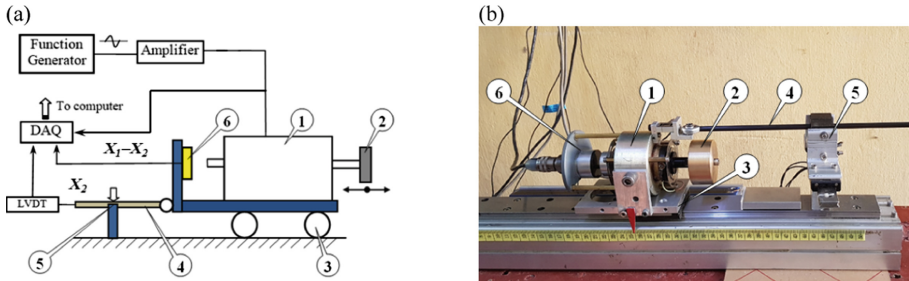 (a)
Function
Generator
Amplifier
To computer
DAQ
X₁–X₂
X₂
LVDT
1
2
6
5
4
3
(b)
6
1
2
4
5
3